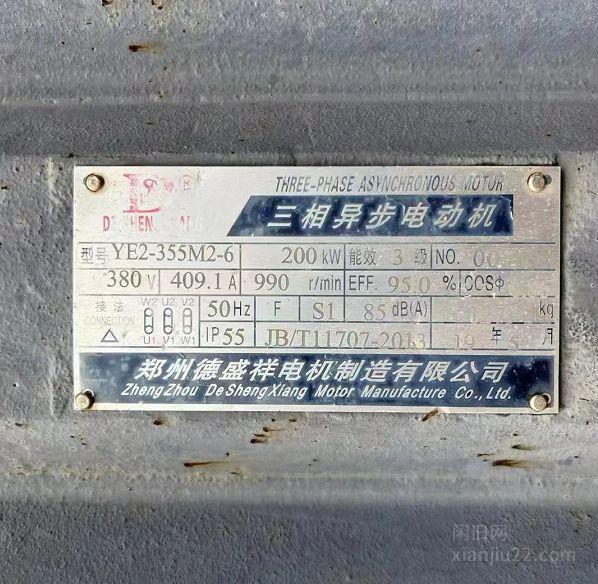 THREE-PHASE ASYNCHRONOUS MOTOR
三相异步电动机
型号 YE2-355M2-6 200 kW 能效 3 级 NO.
380 V 409.1 A 990 r/min EFF. 95.0 % COSΦ
接法 W2 U2 V2 50Hz F S1 85 dB(A) kg
CONNECTION △ U1 V1 W1 IP 55 JB/T11707-2013 19 年 月
郑州德盛祥电机制造有限公司
ZhengZhou DeShengXiang Motor Manufacture Co.,Ltd.
闲旧网
xianjiu22.com